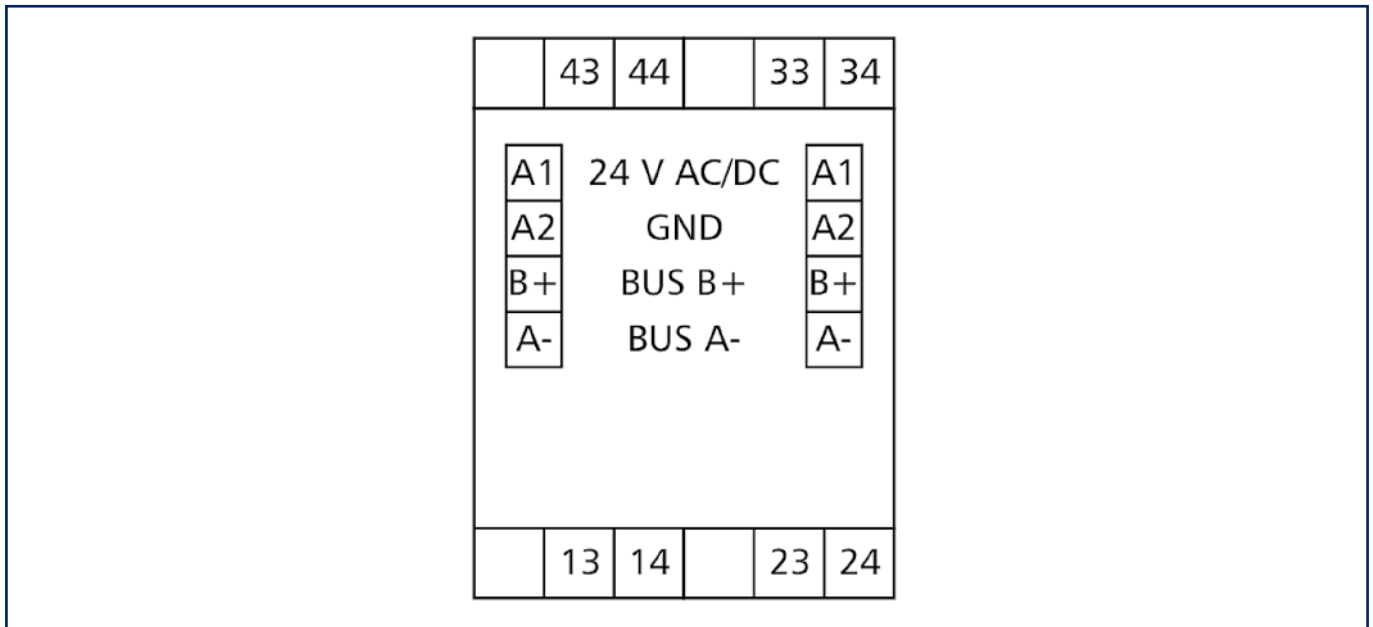 43 44 33 34
A1 24 V AC/DC A1
A2 GND A2
B+ BUS B+ B+
A- BUS A- A-
13 14 23 24